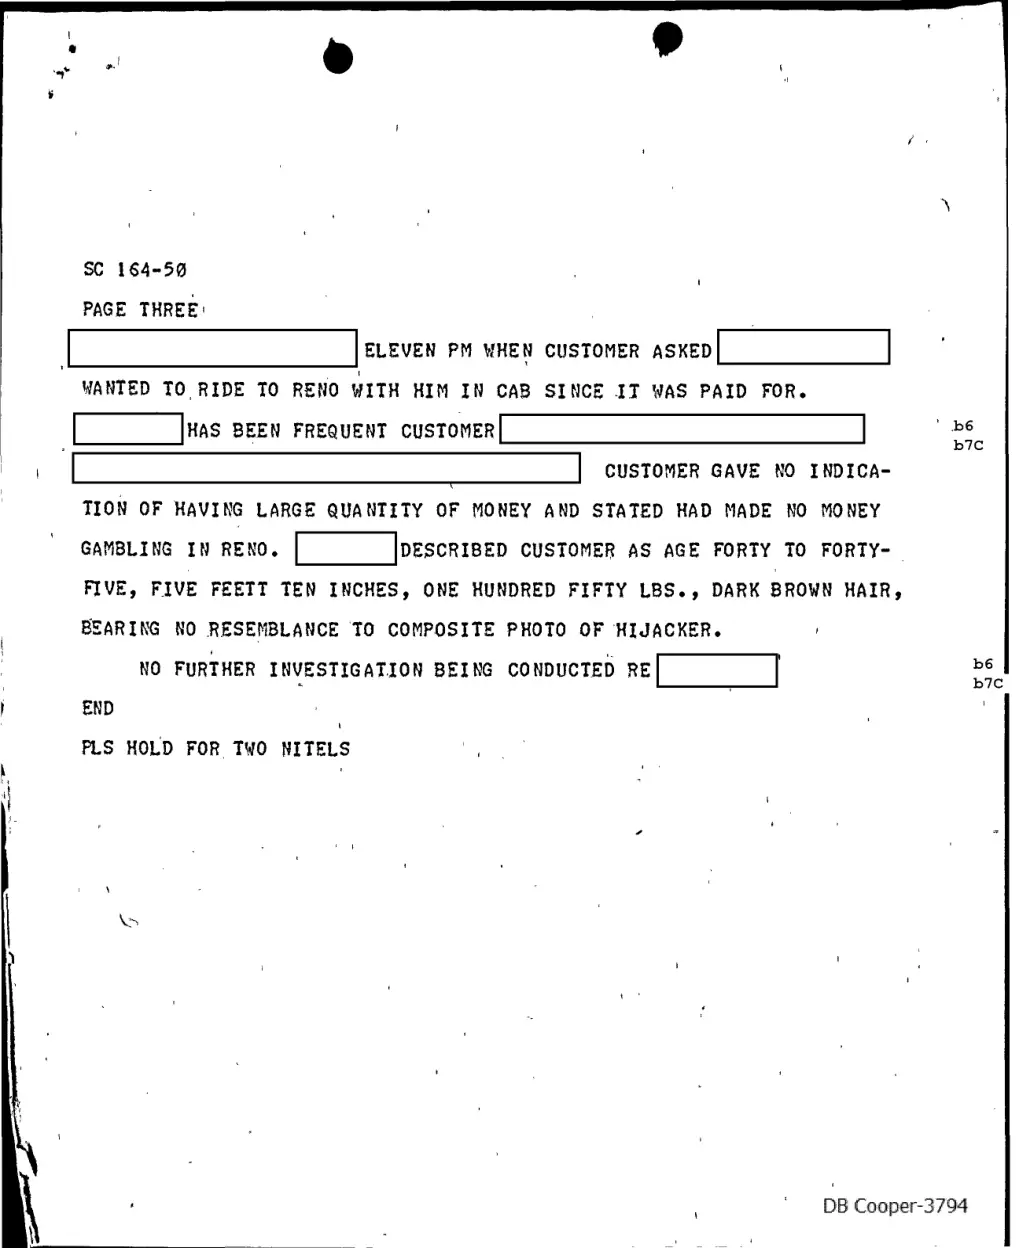 SC 164-50
PAGE THREE
ELEVEN PM WHEN CUSTOMER ASKED
WANTED TO RIDE TO RENO WITH HIM IN CAB SINCE IT WAS PAID FOR.
HAS BEEN FREQUENT CUSTOMER
b6
b7C
CUSTOMER GAVE NO INDICA-
TION OF HAVING LARGE QUANTITY OF MONEY AND STATED HAD MADE NO MONEY
GAMBLING IN RENO. DESCRIBED CUSTOMER AS AGE FORTY TO FORTY-
FIVE, FIVE FEETT TEN INCHES, ONE HUNDRED FIFTY LBS., DARK BROWN HAIR,
BEARING NO RESEMBLANCE TO COMPOSITE PHOTO OF HIJACKER.
NO FURTHER INVESTIGATION BEING CONDUCTED RE
b6
b7C
END
PLS HOLD FOR TWO NITELS
DB Cooper-3794